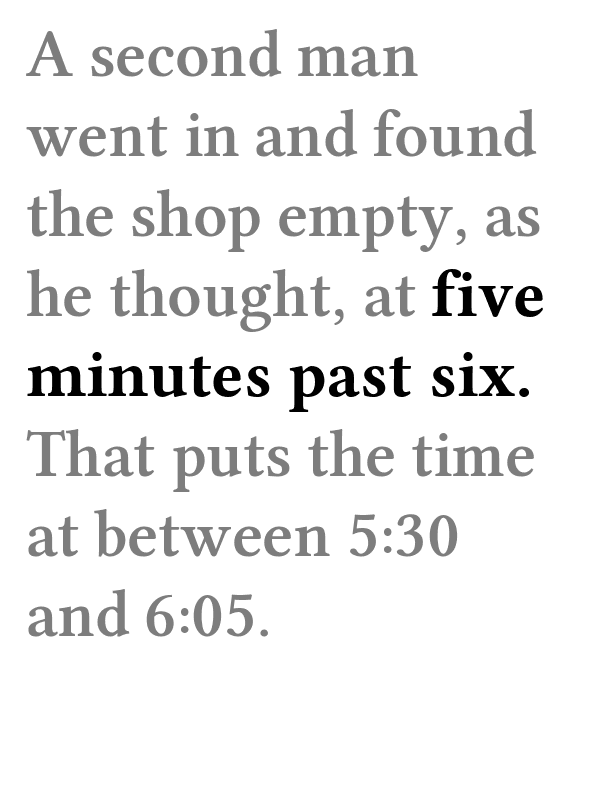 A second man
went in and found
the shop empty, as
he thought, at five
minutes past six.
That puts the time
at between 5:30
and 6:05.